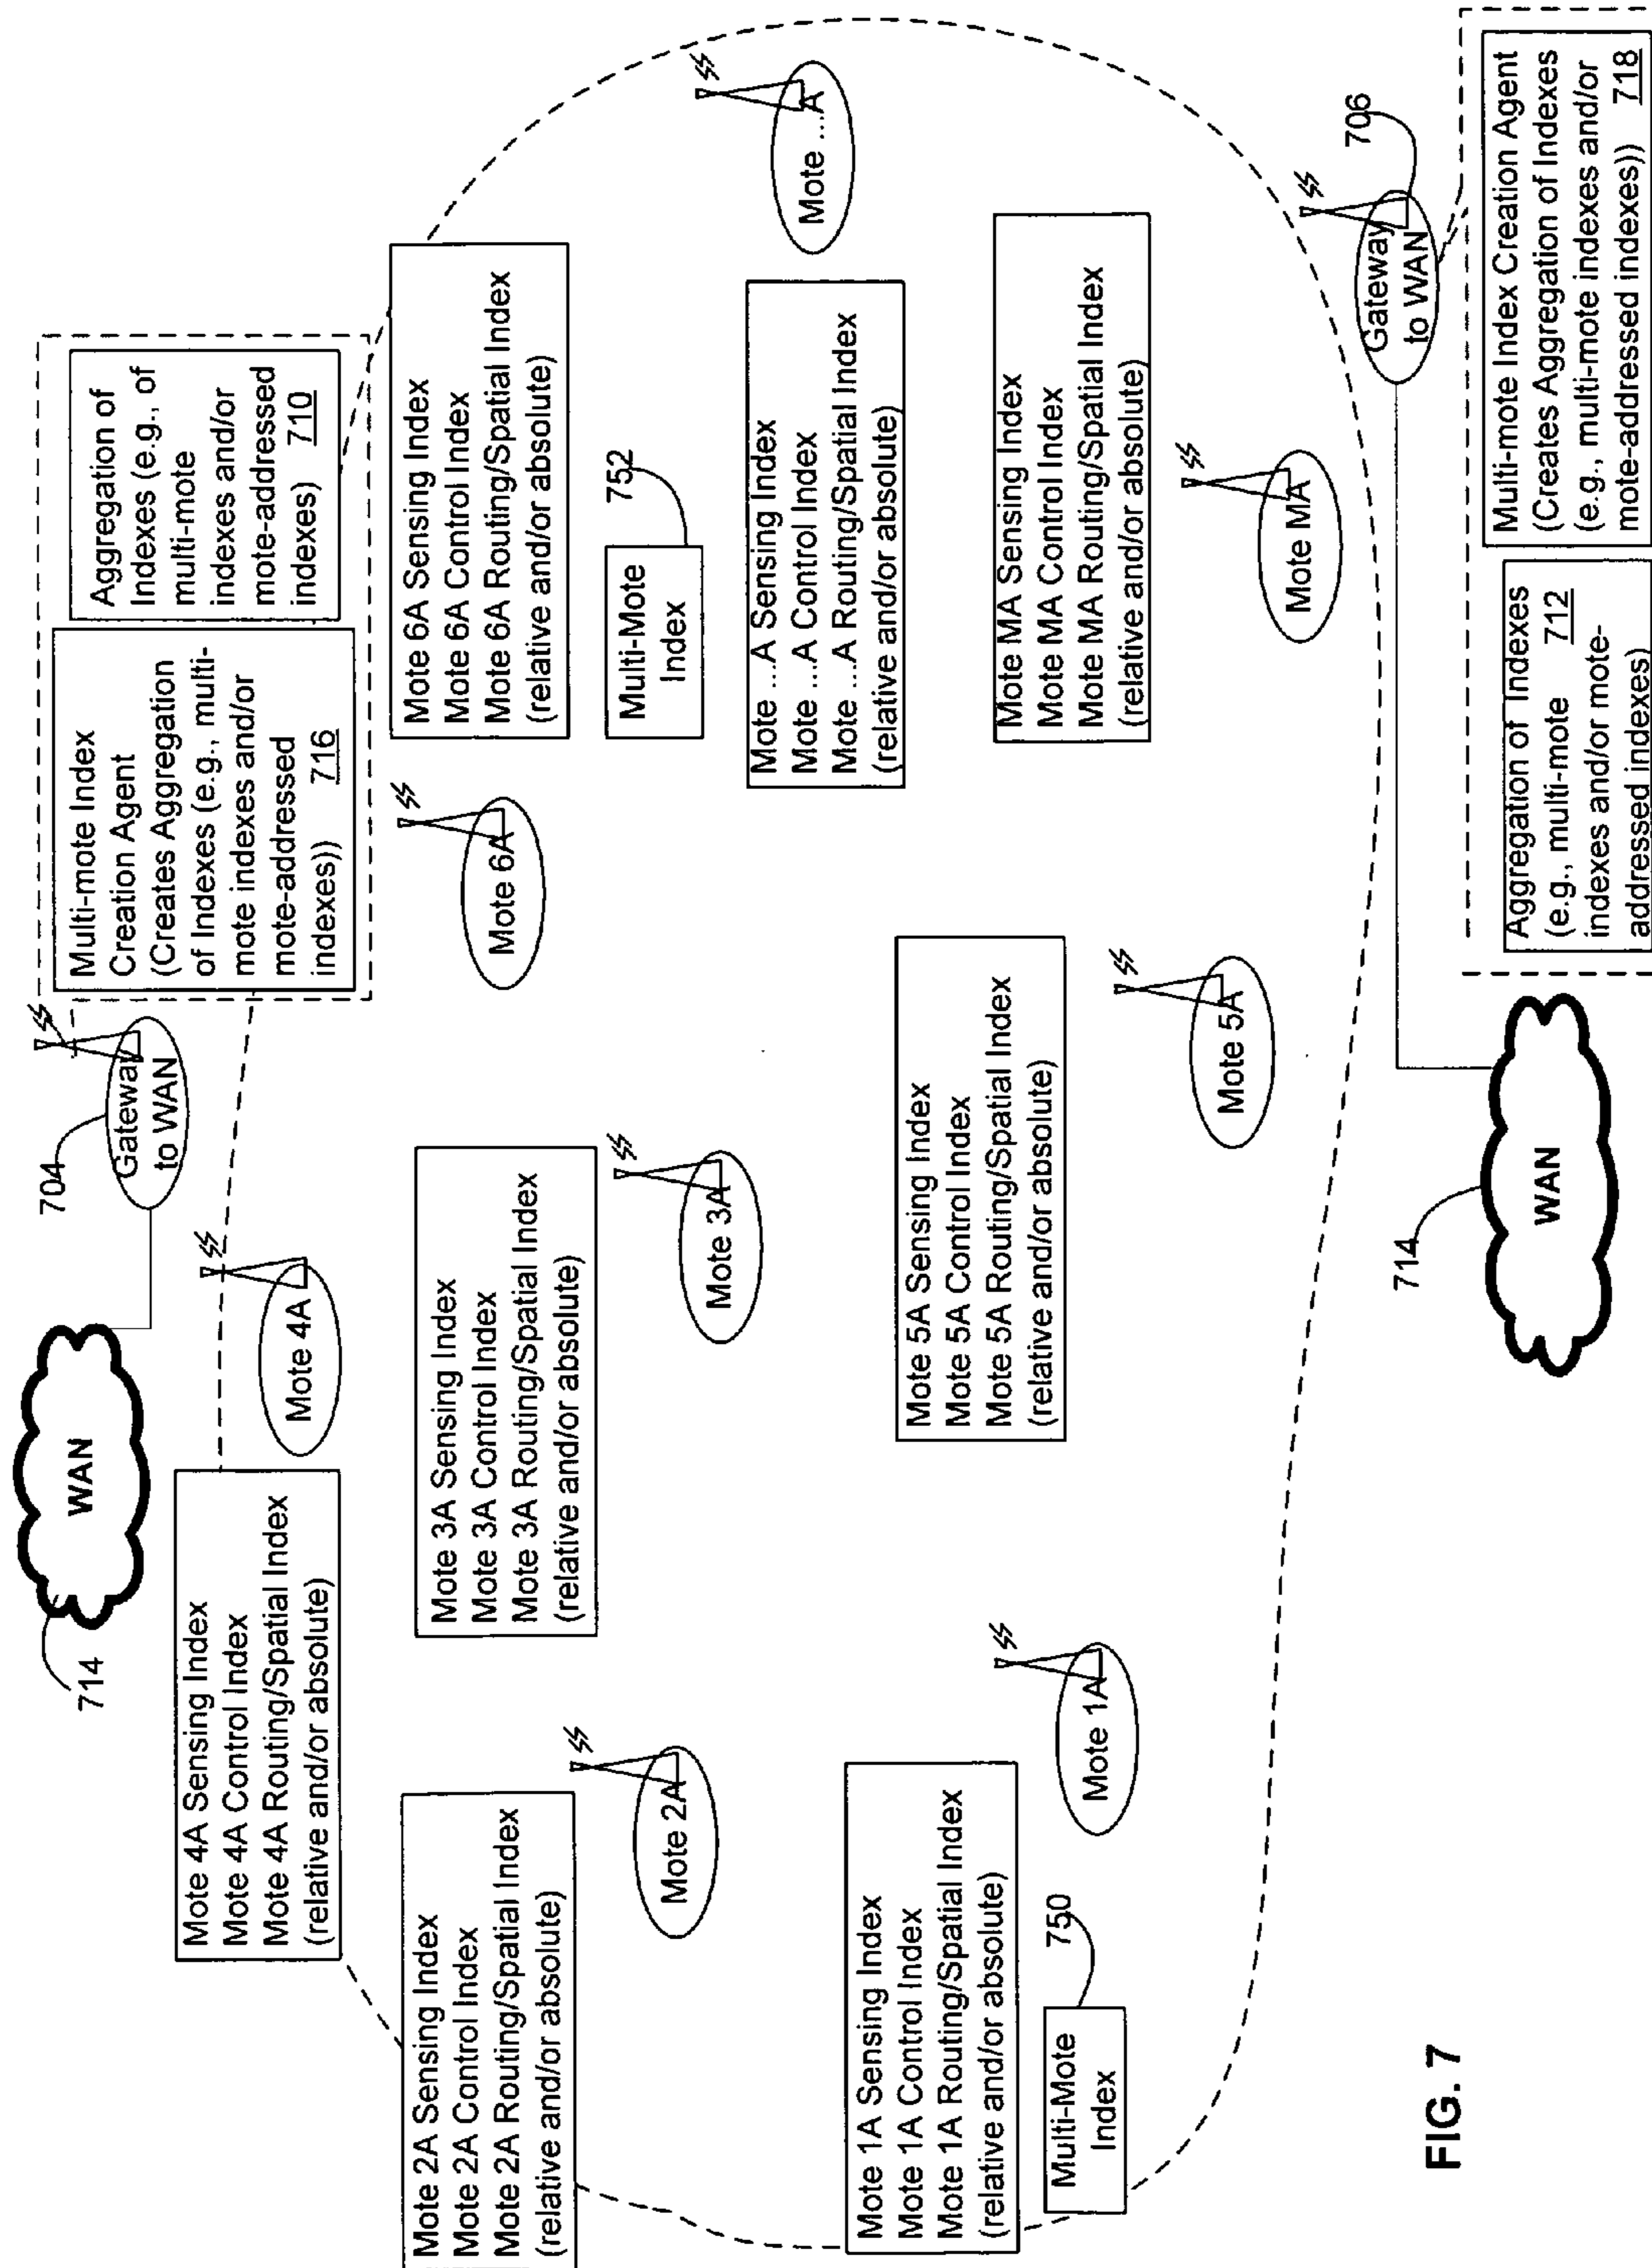 714
WAN
704
Gateway
to WAN
Multi-mote Index
Creation Agent
(Creates Aggregation
of Indexes (e.g., multi-
mote indexes and/or
mote-addressed
indexes)) 716
Aggregation of
Indexes (e.g., of
multi-mote
indexes and/or
mote-addressed
indexes) 710
Mote 4A Sensing Index
Mote 4A Control Index
Mote 4A Routing/Spatial Index
(relative and/or absolute)
Mote 4A
Mote 2A Sensing Index
Mote 2A Control Index
Mote 2A Routing/Spatial Index
(relative and/or absolute)
Mote 2A
Mote 3A Sensing Index
Mote 3A Control Index
Mote 3A Routing/Spatial Index
(relative and/or absolute)
Mote 3A
Mote 6A
Mote 6A Sensing Index
Mote 6A Control Index
Mote 6A Routing/Spatial Index
(relative and/or absolute)
Multi-Mote
Index
752
Mote ....A
Mote ...A Sensing Index
Mote ...A Control Index
Mote ...A Routing/Spatial Index
(relative and/or absolute)
Mote 1A Sensing Index
Mote 1A Control Index
Mote 1A Routing/Spatial Index
(relative and/or absolute)
Multi-Mote
Index
750
Mote 1A
Mote 5A Sensing Index
Mote 5A Control Index
Mote 5A Routing/Spatial Index
(relative and/or absolute)
Mote 5A
Mote MA Sensing Index
Mote MA Control Index
Mote MA Routing/Spatial Index
(relative and/or absolute)
Mote MA
706
Gateway
to WAN
714
WAN
Aggregation of Indexes
(e.g., multi-mote 712
indexes and/or mote-
addressed indexes)
Multi-mote Index Creation Agent
(Creates Aggregation of Indexes
(e.g., multi-mote indexes and/or
mote-addressed indexes)) 718
FIG. 7